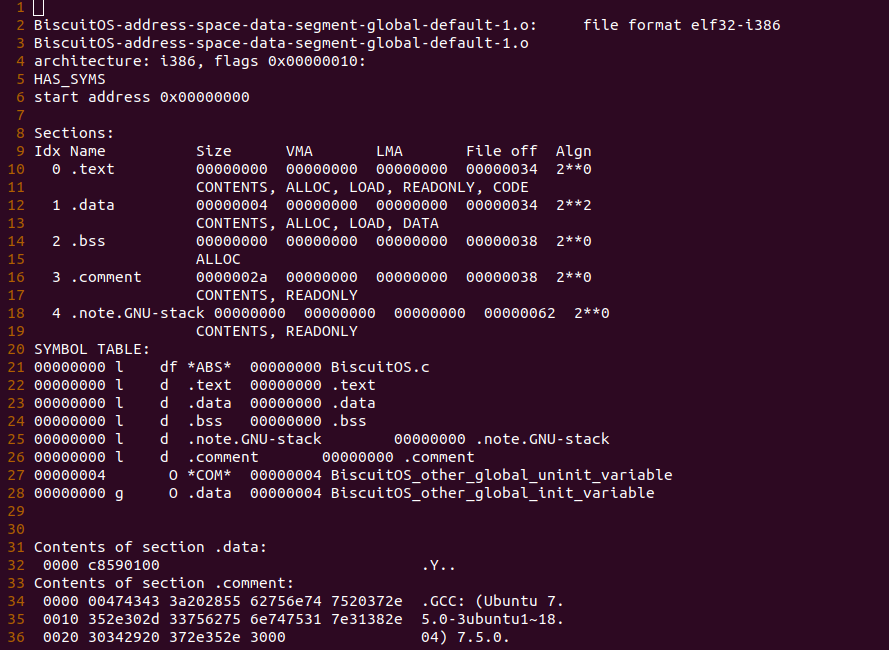 1
2 BiscuitOS-address-space-data-segment-global-default-1.o:     file format elf32-i386
3 BiscuitOS-address-space-data-segment-global-default-1.o
4 architecture: i386, flags 0x00000010:
5 HAS_SYMS
6 start address 0x00000000
7
8 Sections:
9 Idx Name          Size      VMA       LMA       File off  Algn
10   0 .text         00000000  00000000  00000000  00000034  2**0
11                   CONTENTS, ALLOC, LOAD, READONLY, CODE
12   1 .data         00000004  00000000  00000000  00000034  2**2
13                   CONTENTS, ALLOC, LOAD, DATA
14   2 .bss          00000000  00000000  00000000  00000038  2**0
15                   ALLOC
16   3 .comment      0000002a  00000000  00000000  00000038  2**0
17                   CONTENTS, READONLY
18   4 .note.GNU-stack 00000000  00000000  00000000  00000062  2**0
19                   CONTENTS, READONLY
20 SYMBOL TABLE:
21 00000000 l    df *ABS*  00000000 BiscuitOS.c
22 00000000 l    d  .text  00000000 .text
23 00000000 l    d  .data  00000000 .data
24 00000000 l    d  .bss   00000000 .bss
25 00000000 l    d  .note.GNU-stack        00000000 .note.GNU-stack
26 00000000 l    d  .comment       00000000 .comment
27 00000004       O *COM*  00000004 BiscuitOS_other_global_uninit_variable
28 00000000 g     O .data  00000004 BiscuitOS_other_global_init_variable
29
30
31 Contents of section .data:
32  0000 c8590100                             .Y..
33 Contents of section .comment:
34  0000 00474343 3a202855 62756e74 7520372e  .GCC: (Ubuntu 7.
35  0010 352e302d 33756275 6e747531 7e31382e  5.0-3ubuntu1~18.
36  0020 30342920 372e352e 3000               04) 7.5.0.